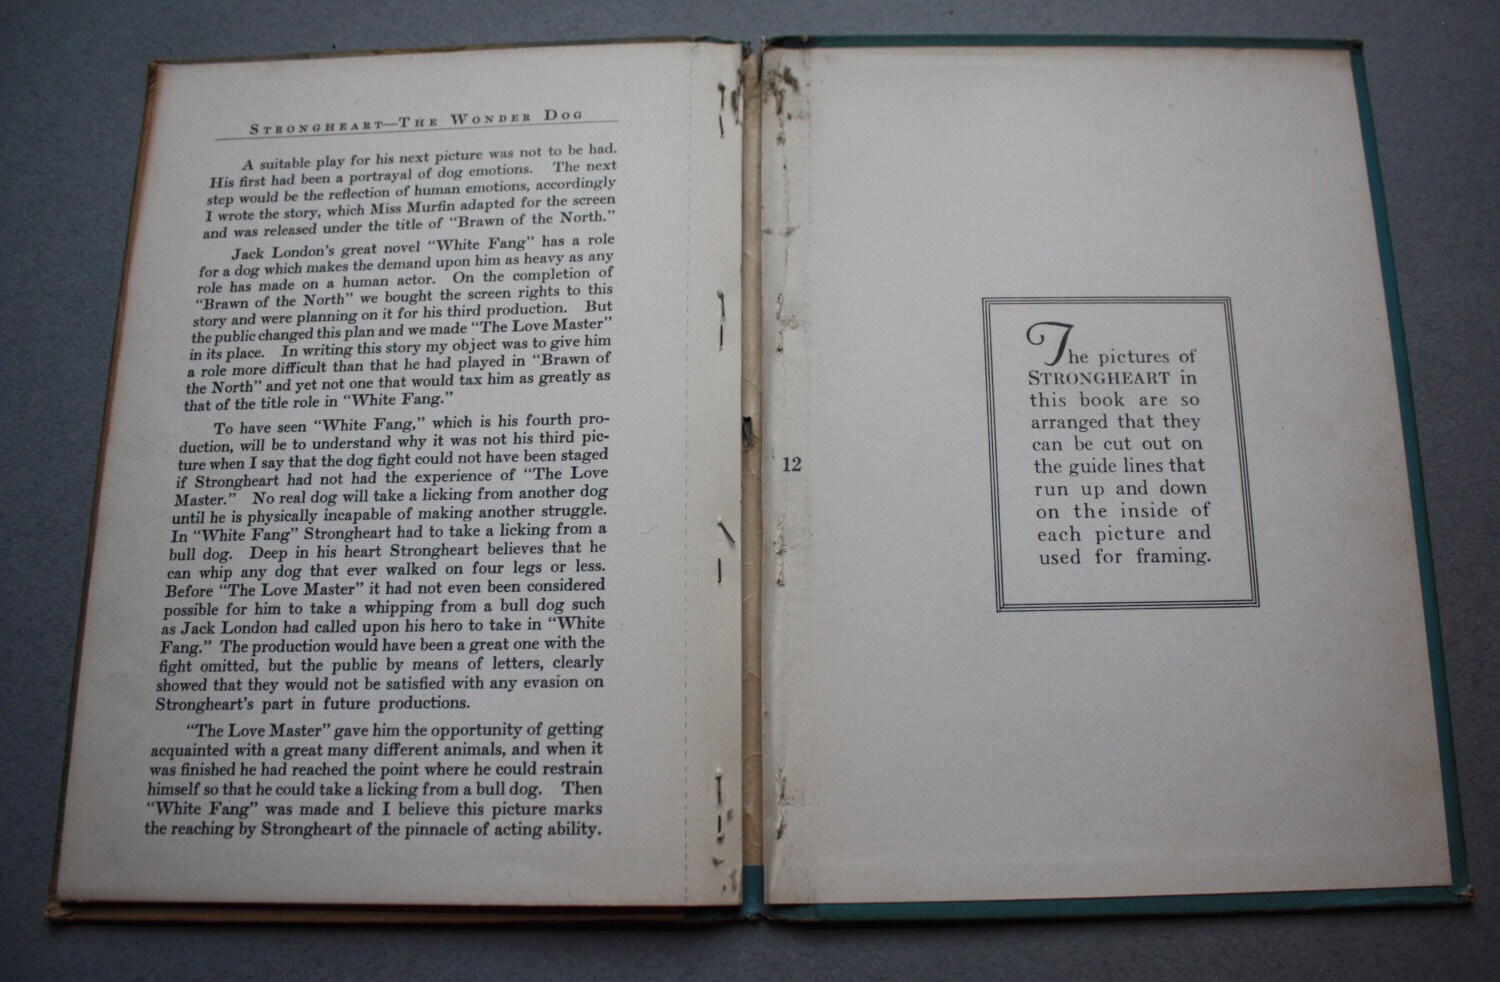 STRONGHEART—THE WONDER DOG
A suitable play for his next picture was not to be had.
His first had been a portrayal of dog emotions. The next
step would be the reflection of human emotions, accordingly
I wrote the story, which Miss Murfin adapted for the screen
and was released under the title of "Brawn of the North."
Jack London's great novel "White Fang" has a role
for a dog which makes the demand upon him as heavy as any
role has made on a human actor. On the completion of
"Brawn of the North" we bought the screen rights to this
story and were planning on it for his third production. But
the public changed this plan and we made "The Love Master"
in its place. In writing this story my object was to give him
a role more difficult than that he had played in "Brawn of
the North" and yet not one that would tax him as greatly as
that of the title role in "White Fang."
To have seen "White Fang," which is his fourth pro-
duction, will be to understand why it was not his third pic-
ture when I say that the dog fight could not have been staged
if Strongheart had not had the experience of "The Love
Master." No real dog will take a licking from another dog
until he is physically incapable of making another struggle.
In "White Fang" Strongheart had to take a licking from a
bull dog. Deep in his heart Strongheart believes that he
can whip any dog that ever walked on four legs or less.
Before "The Love Master" it had not even been considered
possible for him to take a whipping from a bull dog such
as Jack London had called upon his hero to take in "White
Fang." The production would have been a great one with the
fight omitted, but the public by means of letters, clearly
showed that they would not be satisfied with any evasion on
Strongheart's part in future productions.
"The Love Master" gave him the opportunity of getting
acquainted with a great many different animals, and when it
was finished he had reached the point where he could restrain
himself so that he could take a licking from a bull dog. Then
"White Fang" was made and I believe this picture marks
the reaching by Strongheart of the pinnacle of acting ability.
12
The pictures of
STRONGHEART in
this book are so
arranged that they
can be cut out on
the guide lines that
run up and down
on the inside of
each picture and
used for framing.